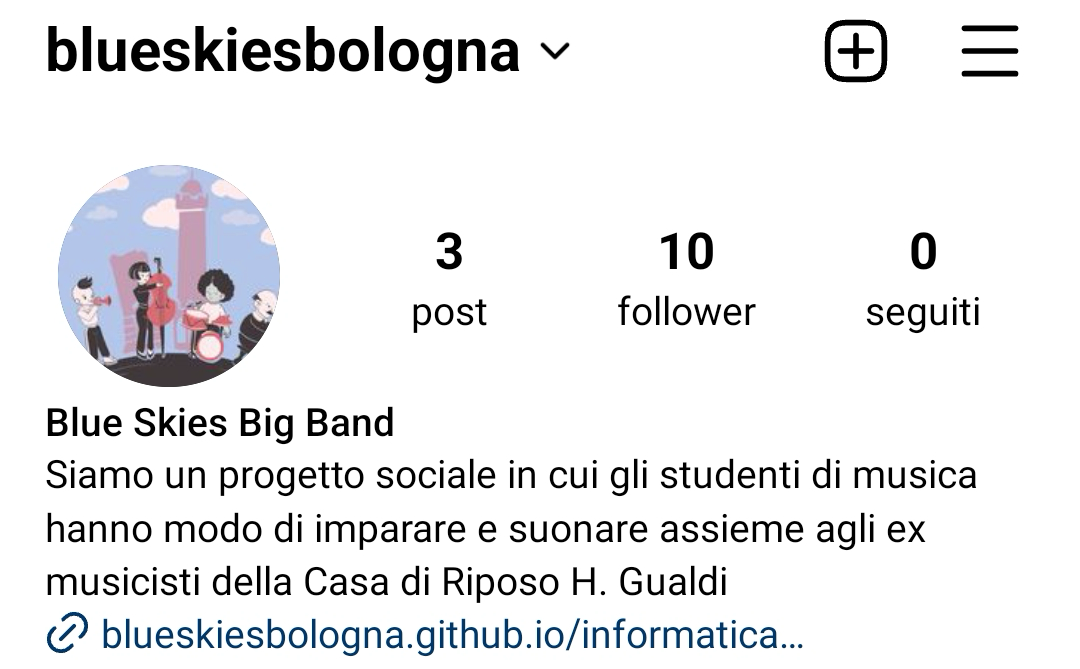 blueskiesbologna
3 10 0
post follower seguiti
Blue Skies Big Band
Siamo un progetto sociale in cui gli studenti di musica
hanno modo di imparare e suonare assieme agli ex
musicisti della Casa di Riposo H. Gualdi
blueskiesbologna.github.io/informatica...